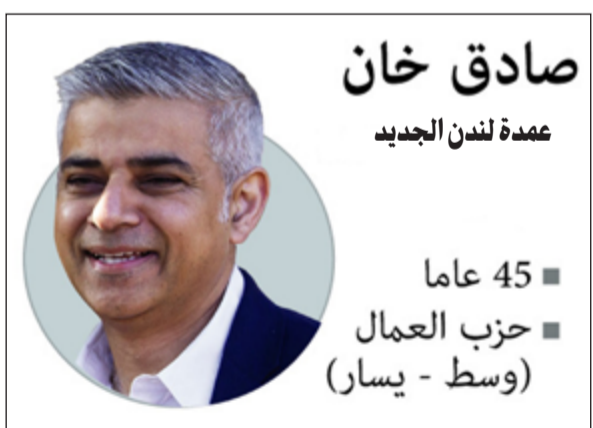 صادق خان
عمدة لندن الجديد
45 عاما
حزب العمال
(وسط - يسار)